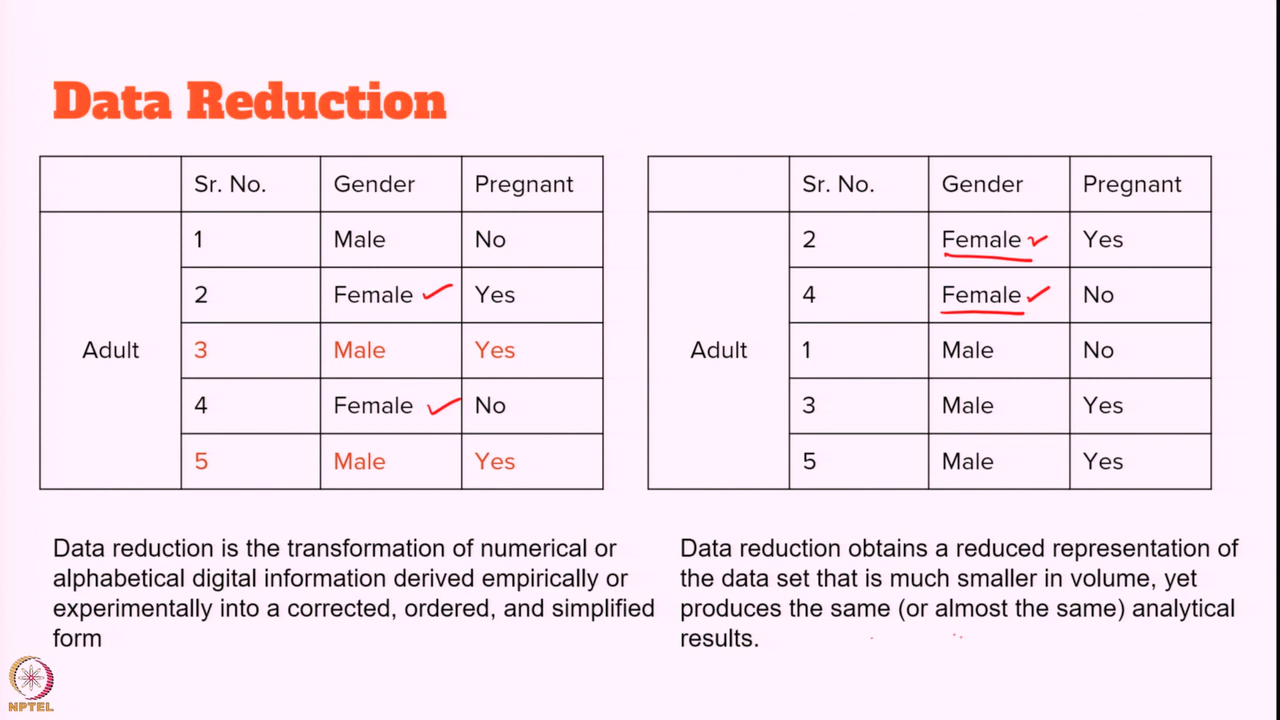 Data Reduction
Sr. No. Gender Pregnant
1 Male No
2 Female Yes
Adult 3 Male Yes
4 Female No
5 Male Yes
Sr. No. Gender Pregnant
2 Female Yes
4 Female No
Adult 1 Male No
3 Male Yes
5 Male Yes
Data reduction is the transformation of numerical or
alphabetical digital information derived empirically or
experimentally into a corrected, ordered, and simplified
form
Data reduction obtains a reduced representation of
the data set that is much smaller in volume, yet
produces the same (or almost the same) analytical
results.
NPTEL